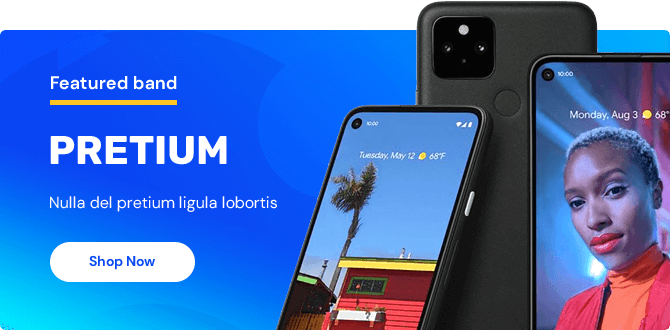 Featured band
PRETIUM
Nulla del pretium ligula lobortis
Shop Now
10:00
Tuesday, May 12 68°F
10:00
Monday, Aug 3 68°